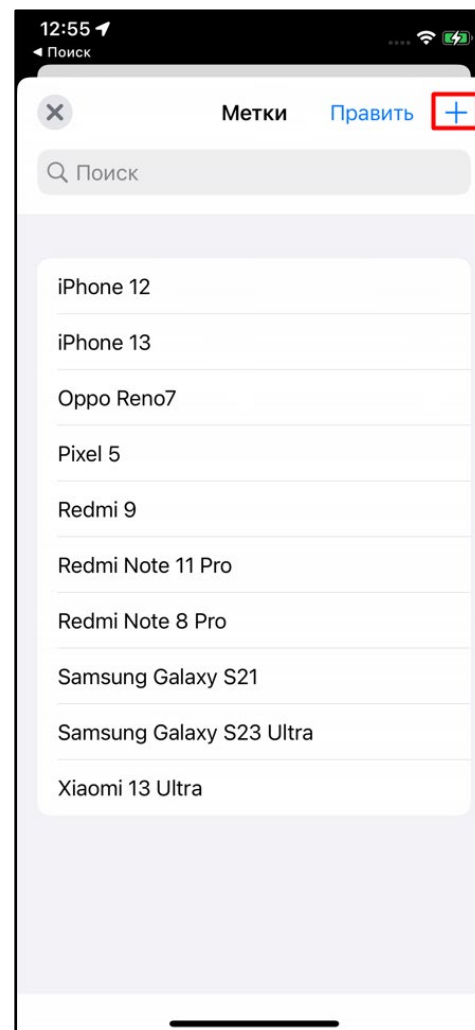 12:55
Поиск
Метки Править
Поиск
iPhone 12
iPhone 13
Oppo Reno7
Pixel 5
Redmi 9
Redmi Note 11 Pro
Redmi Note 8 Pro
Samsung Galaxy S21
Samsung Galaxy S23 Ultra
Xiaomi 13 Ultra